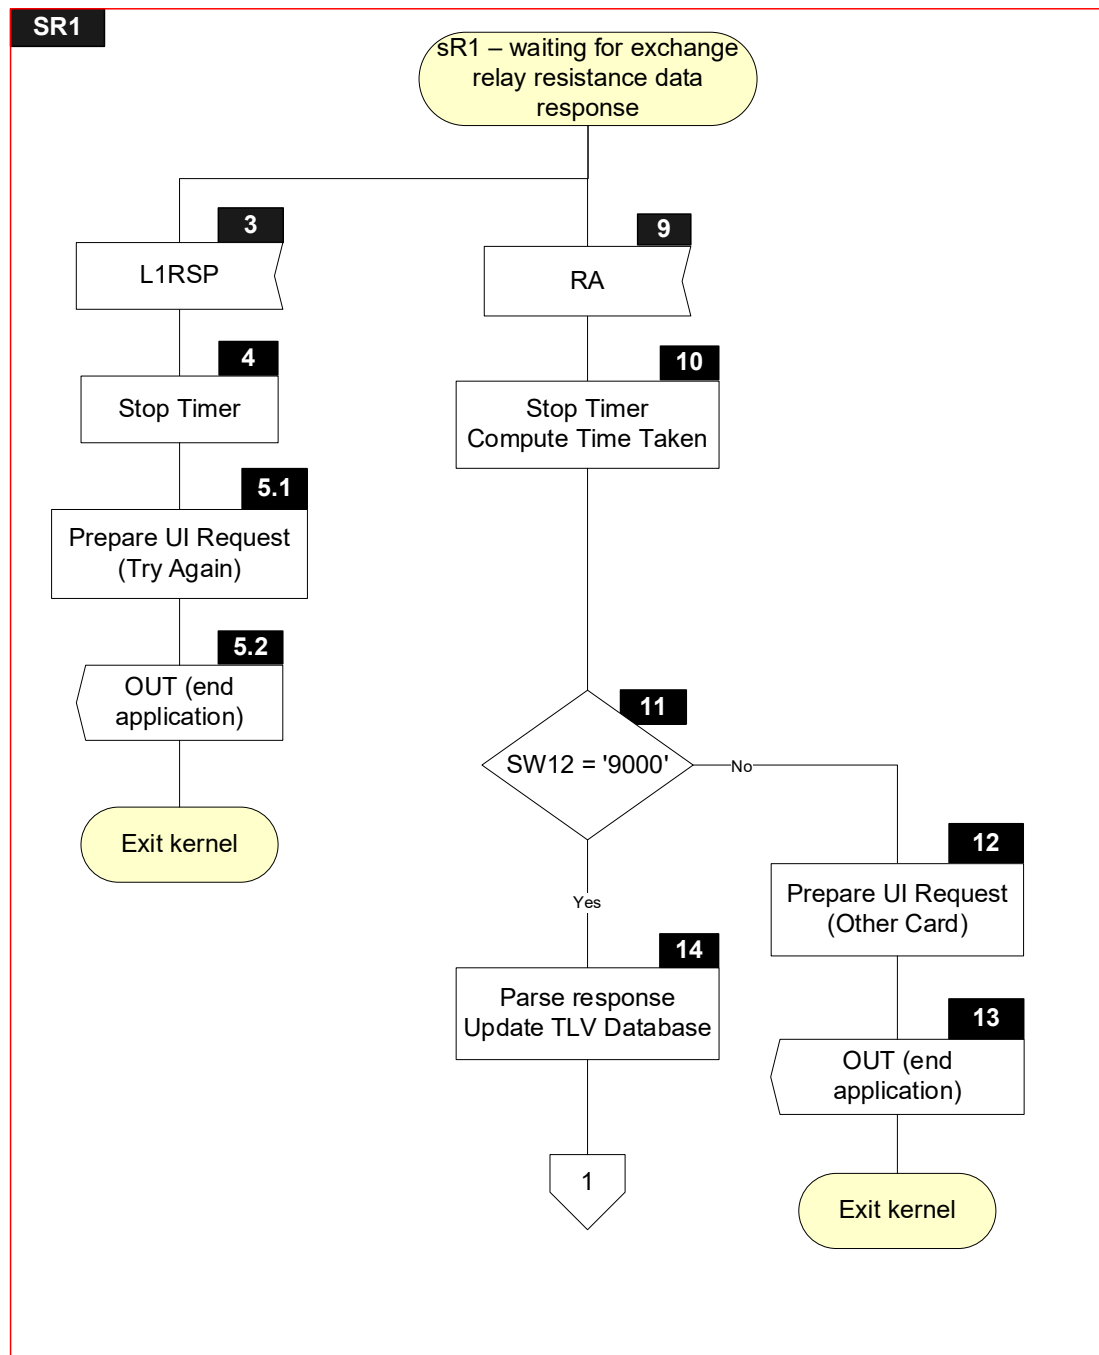 SR1
sR1 – waiting for exchange
relay resistance data
response
3
L1RSP
4
Stop Timer
5.1
Prepare UI Request
(Try Again)
5.2
OUT (end
application)
Exit kernel
9
RA
10
Stop Timer
Compute Time Taken
11
SW12 = '9000'
No
Yes
12
Prepare UI Request
(Other Card)
13
OUT (end
application)
Exit kernel
14
Parse response
Update TLV Database
1